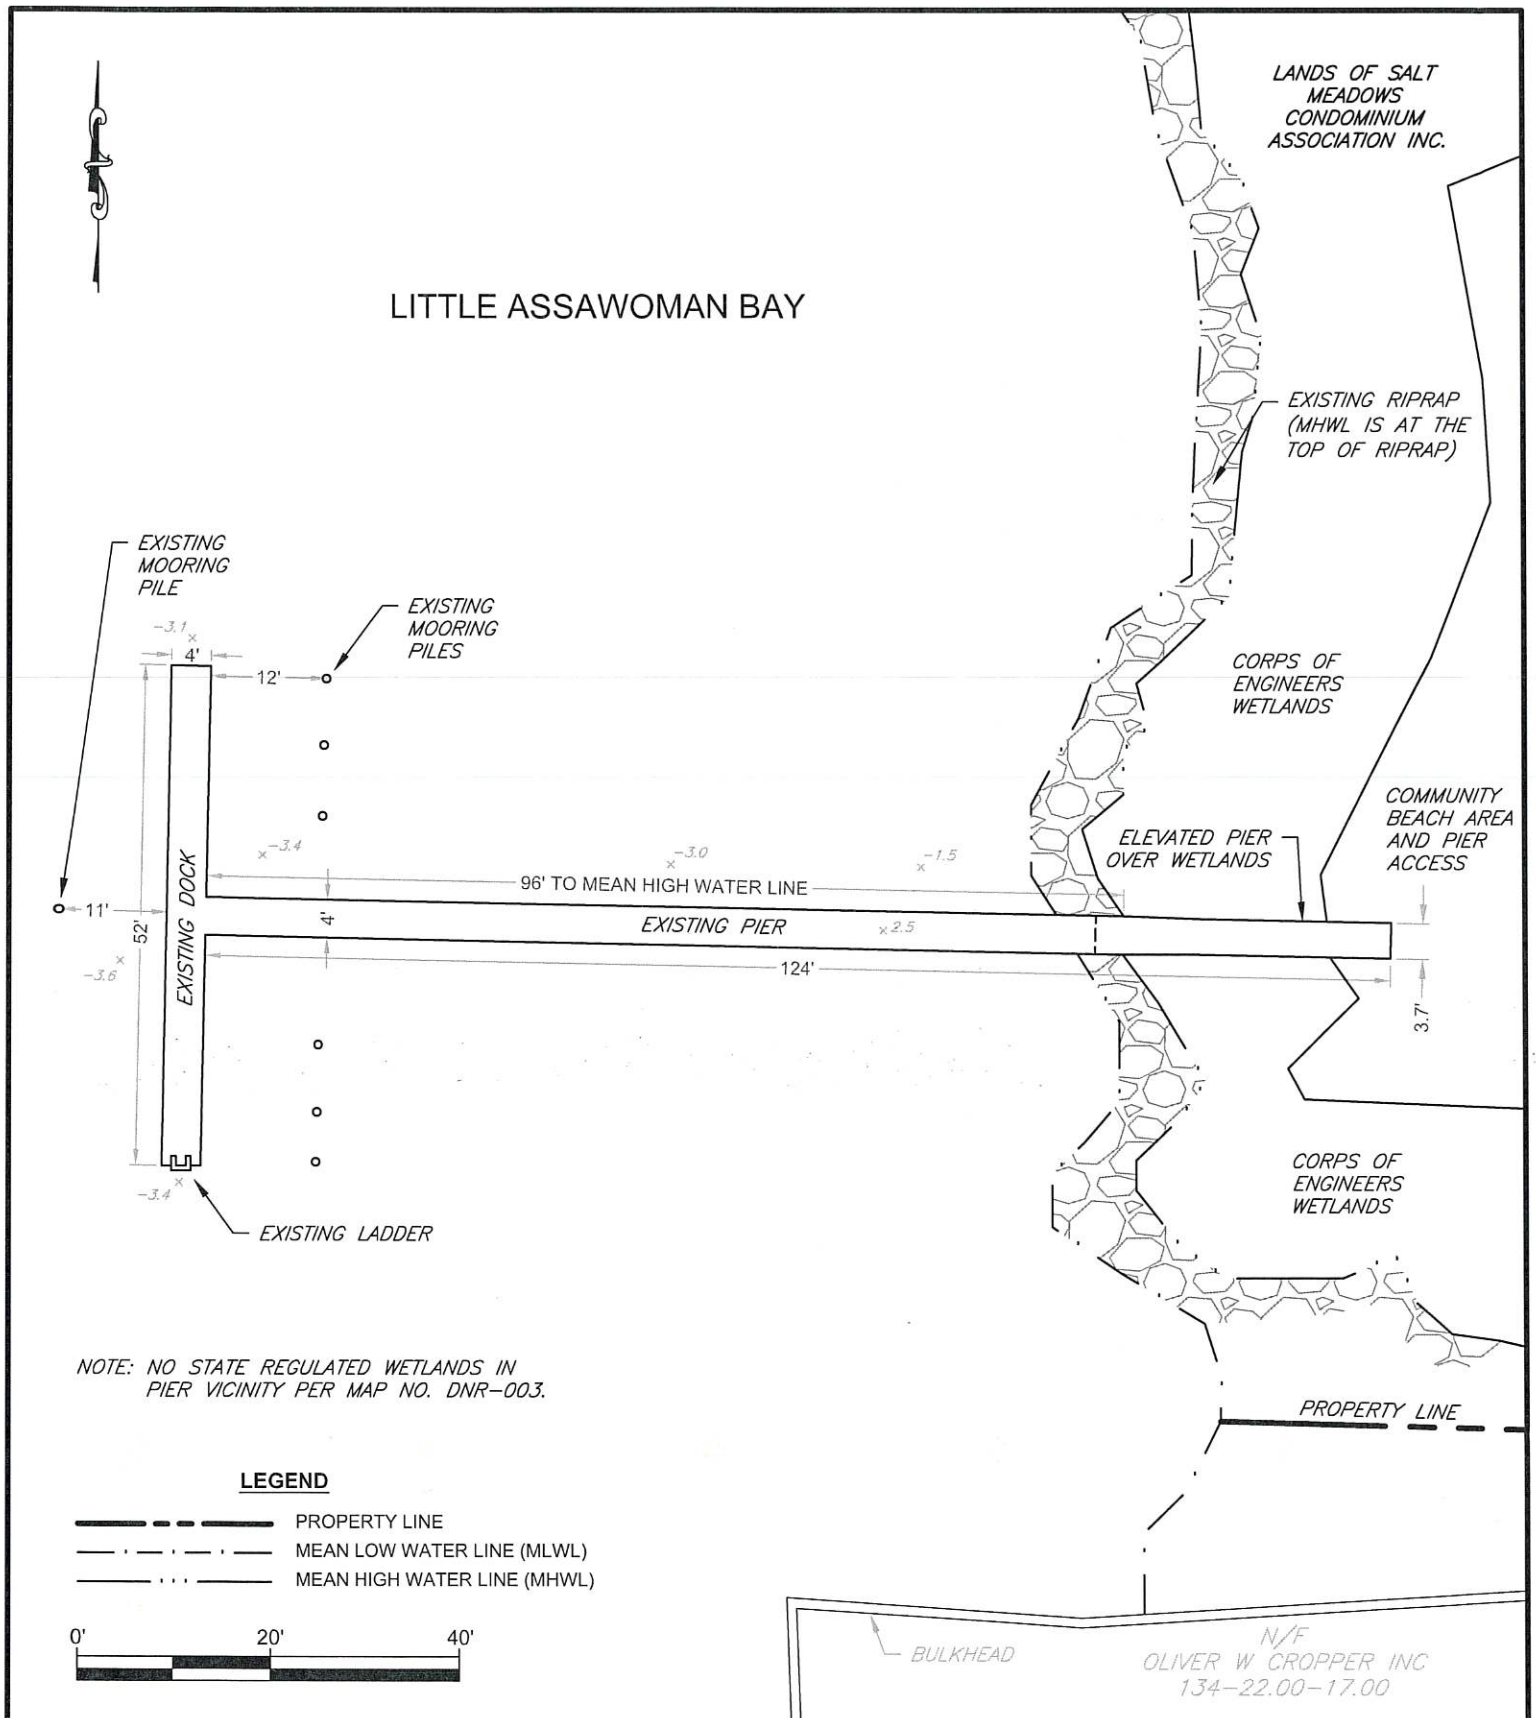 LANDS OF SALT
MEADOWS
CONDOMINIUM
ASSOCIATION INC.
LITTLE ASSAWOMAN BAY
EXISTING RIPRAP
(MHWL IS AT THE
TOP OF RIPRAP)
EXISTING
MOORING
PILE
EXISTING
MOORING
PILES
-3.1
4'
12'
CORPS OF
ENGINEERS
WETLANDS
COMMUNITY
BEACH AREA
AND PIER
ACCESS
ELEVATED PIER
OVER WETLANDS
-3.4
-3.0
-1.5
96' TO MEAN HIGH WATER LINE
11'
52'
EXISTING DOCK
4'
EXISTING PIER
2.5
-3.6
124'
3.7'
-3.4
EXISTING LADDER
CORPS OF
ENGINEERS
WETLANDS
NOTE: NO STATE REGULATED WETLANDS IN
PIER VICINITY PER MAP NO. DNR-003.
PROPERTY LINE
LEGEND
PROPERTY LINE
MEAN LOW WATER LINE (MLWL)
MEAN HIGH WATER LINE (MHWL)
0' 20' 40'
BULKHEAD
N/F
OLIVER W CROPPER INC
134-22.00-17.00